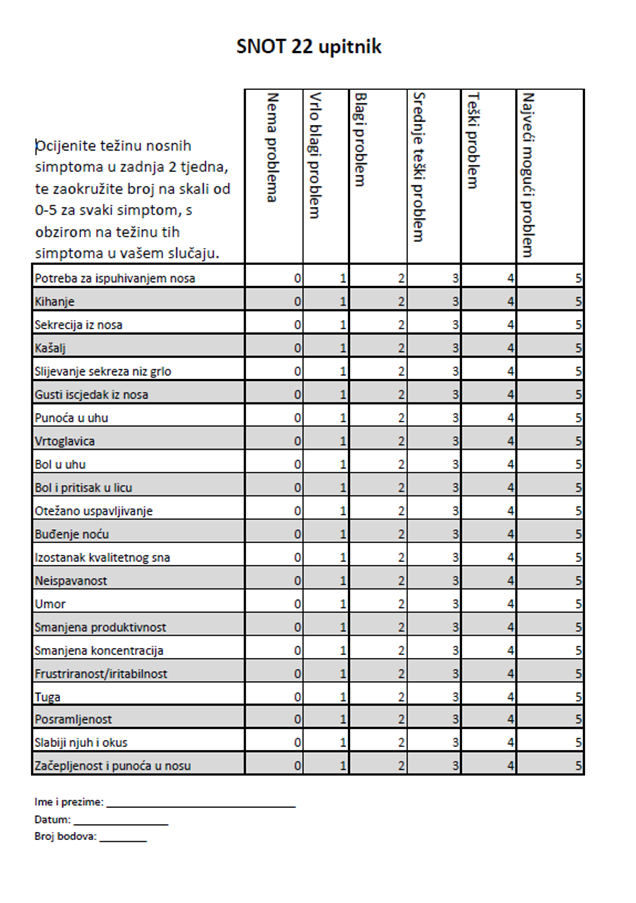 SNOT 22 upitnik
Ocijenite težinu nosnih
simptoma u zadnja 2 tjedna,
te zaokružite broj na skali od
0-5 za svaki simptom, s
obzirom na težinu tih
simptoma u vašem slučaju.
Nema problema
Vrlo blagi problem
Blagi problem
Srednje teški problem
Teški problem
Najveći mogući problem
Potreba za ispuhivanjem nosa 0 1 2 3 4 5
Kihanje 0 1 2 3 4 5
Sekrecija iz nosa 0 1 2 3 4 5
Kašalj 0 1 2 3 4 5
Slijevanje sekreza niz grlo 0 1 2 3 4 5
Gusti iscjedak iz nosa 0 1 2 3 4 5
Punoća u uhu 0 1 2 3 4 5
Vrtoglavica 0 1 2 3 4 5
Bol u uhu 0 1 2 3 4 5
Bol i pritisak u licu 0 1 2 3 4 5
Otežano uspavljivanje 0 1 2 3 4 5
Buđenje noću 0 1 2 3 4 5
Izostanak kvalitetnog sna 0 1 2 3 4 5
Neispavanost 0 1 2 3 4 5
Umor 0 1 2 3 4 5
Smanjena produktivnost 0 1 2 3 4 5
Smanjena koncentracija 0 1 2 3 4 5
Frustriranost/iritabilnost 0 1 2 3 4 5
Tuga 0 1 2 3 4 5
Posramljenost 0 1 2 3 4 5
Slabiji njuh i okus 0 1 2 3 4 5
Začepljenost i punoća u nosu 0 1 2 3 4 5
Ime i prezime: ____________________________
Datum: ______________
Broj bodova: _______